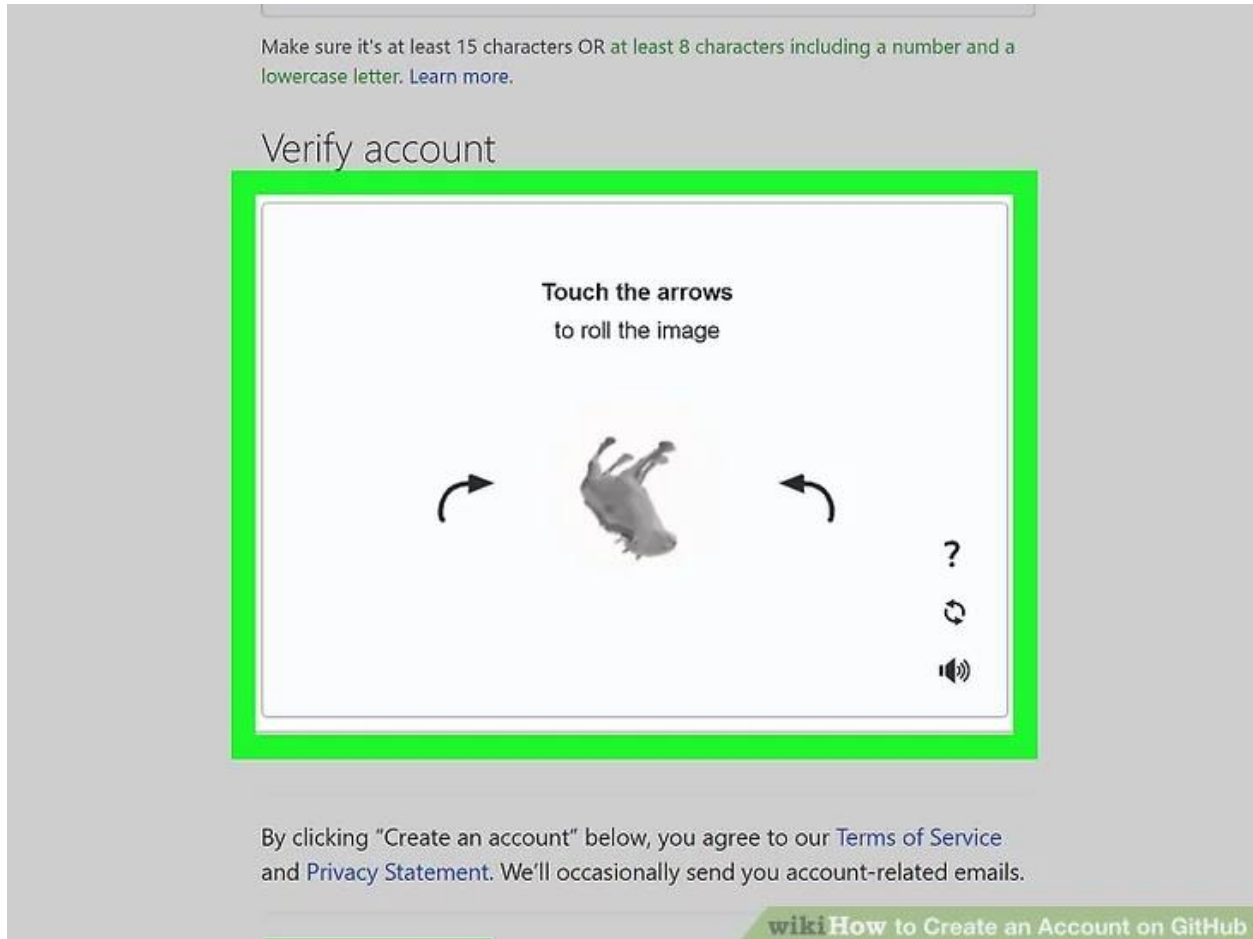 Make sure it's at least 15 characters OR at least 8 characters including a number and a
lowercase letter. Learn more.
Verify account
Touch the arrows
to roll the image
?
By clicking “Create an account” below, you agree to our Terms of Service
and Privacy Statement. We’ll occasionally send you account-related emails.
wikiHow to Create an Account on GitHub